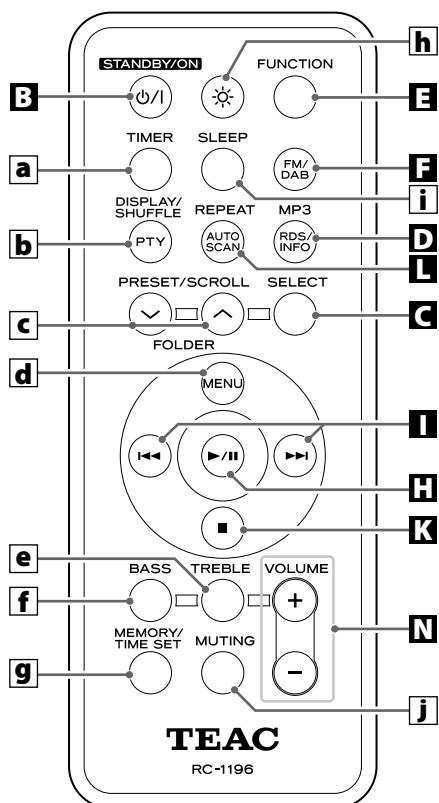 h
STANDBY/ON
FUNCTION
B
E
TIMER
SLEEP
a
FM/
DAB
F
i
DISPLAY/
SHUFFLE
REPEAT
MP3
b
PTY
AUTO
SCAN
RDS/
INFO
D
L
PRESET/SCROLL
SELECT
c
C
FOLDER
d
MENU
I
H
K
e
BASS
TREBLE
VOLUME
f
+
N
MEMORY/
TIME SET
MUTING
g
−
j
TEAC
RC-1196